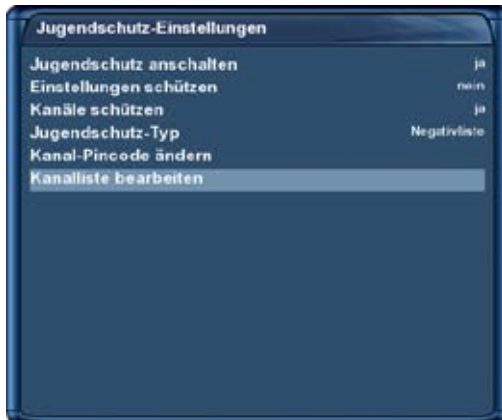 Jugendschutz-Einstellungen
Jugendschutz anschalten ja
Einstellungen schützen nein
Kanäle schützen ja
Jugendschutz-Typ Negativliste
Kanal-Pincode ändern
Kanalliste bearbeiten